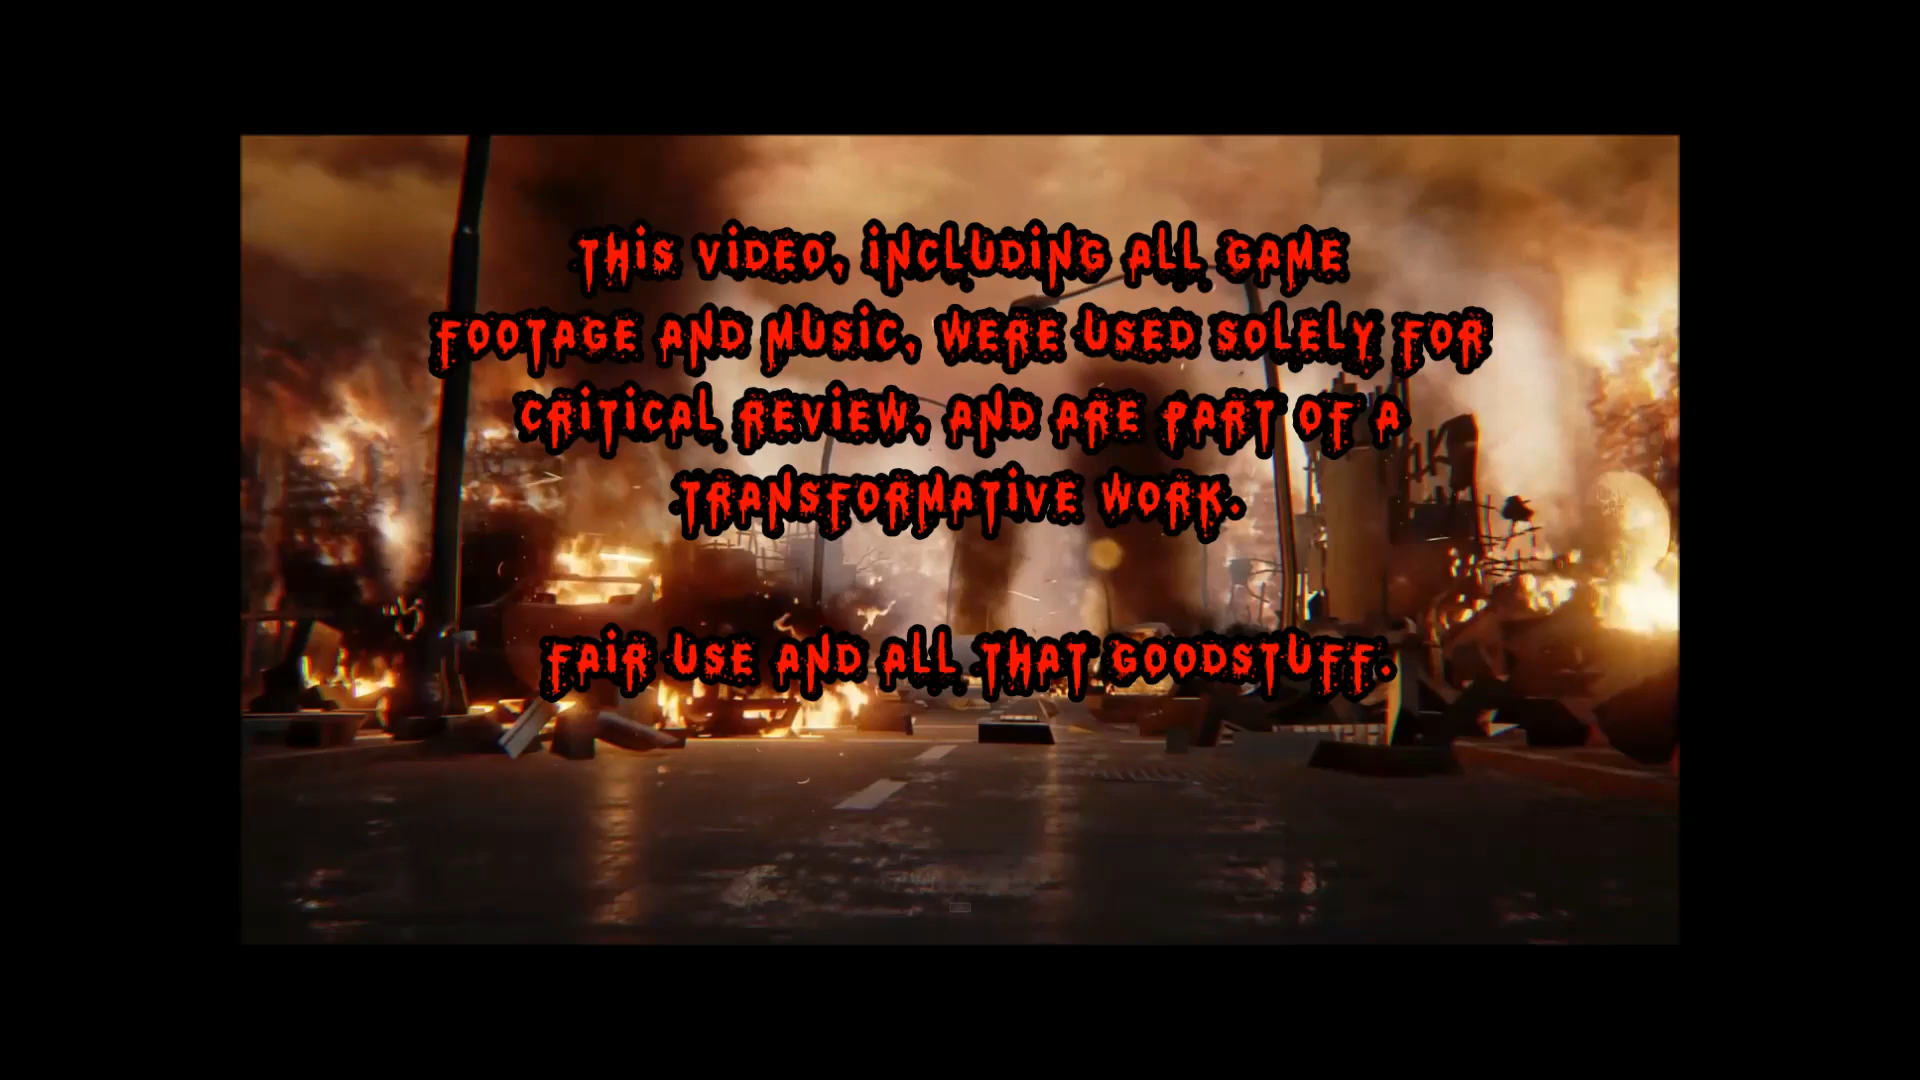 THiS ViDEO, iNCLUDiNG ALL GAME
FOOTAGE AND MUSiC, WERE USED SOLELY FOR
CRiTiCAL REViEW, AND ARE PART OF A
TRANSFORMATiVE WORK.
FAiR USE AND ALL THAT GOODSTUFF.